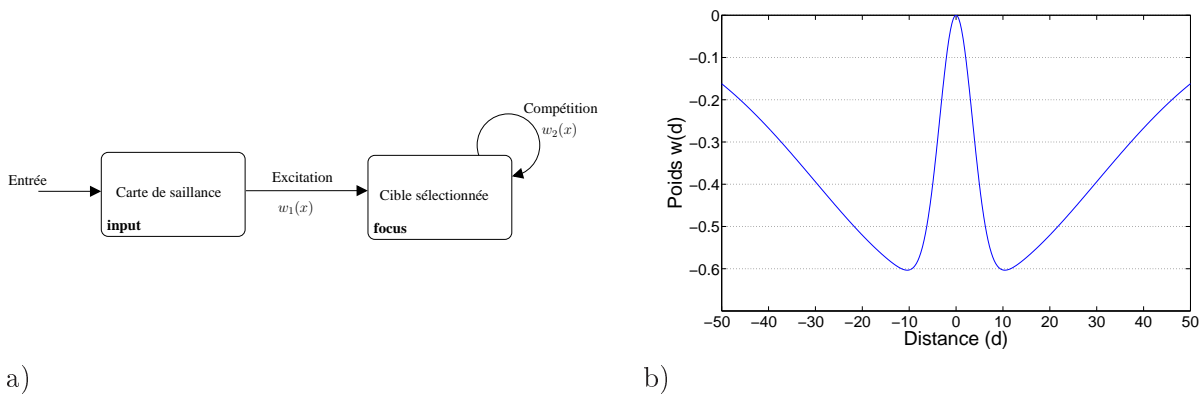 Entrée
Carte de saillance
input
Excitation
w₁(x)
Compétition
w₂(x)
Cible sélectionnée
focus
a)
0
−0.1
−0.2
−0.3
−0.4
−0.5
−0.6
Poids w(d)
−50 −40 −30 −20 −10 0 10 20 30 40 50
Distance (d)
b)